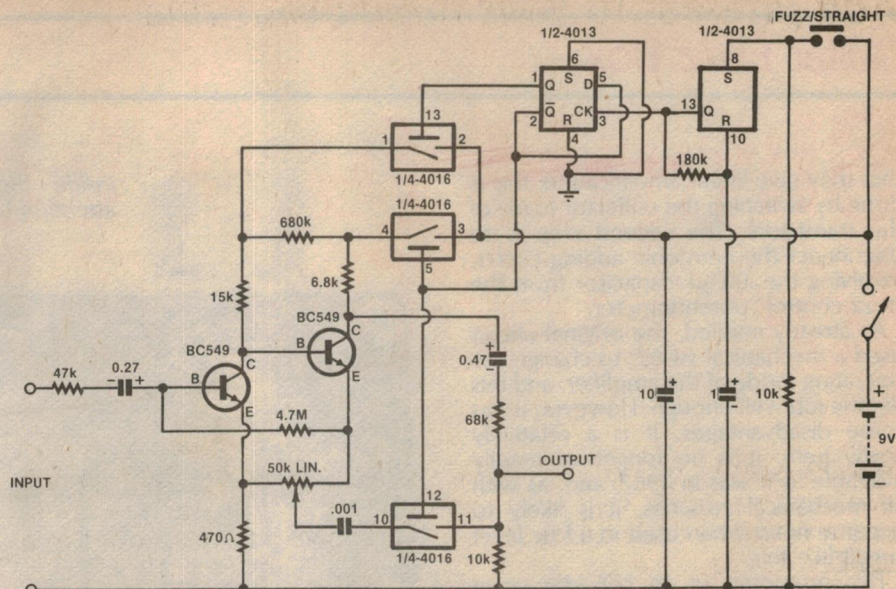 FUZZ/STRAIGHT
1/2-4013
1/2-4013
6
8
S
S
1
Q
D
5
13
Q
2
Q̄
CK
3
R
R
4
10
13
1
2
180k
1/4-4016
1/4-4016
680k
4
3
5
15k
6.8k
BC549
C
B
E
BC549
C
B
E
47k
0.27
− +
+
0.47
−
4.7M
68k
10
1
+
10k
+
9V
50k LIN.
OUTPUT
INPUT
12
.001
10
11
470Ω
1/4-4016
10k